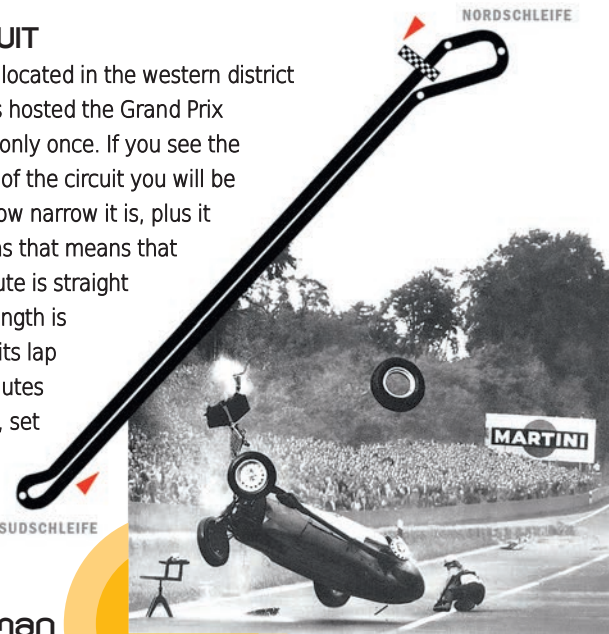 NORDSCHLEIFE
UIT
located in the western district
s hosted the Grand Prix
only once. If you see the
of the circuit you will be
ow narrow it is, plus it
ns that means that
ute is straight
ngth is
its lap
utes
, set
MARTINI
SUDSCHLEIFE
man